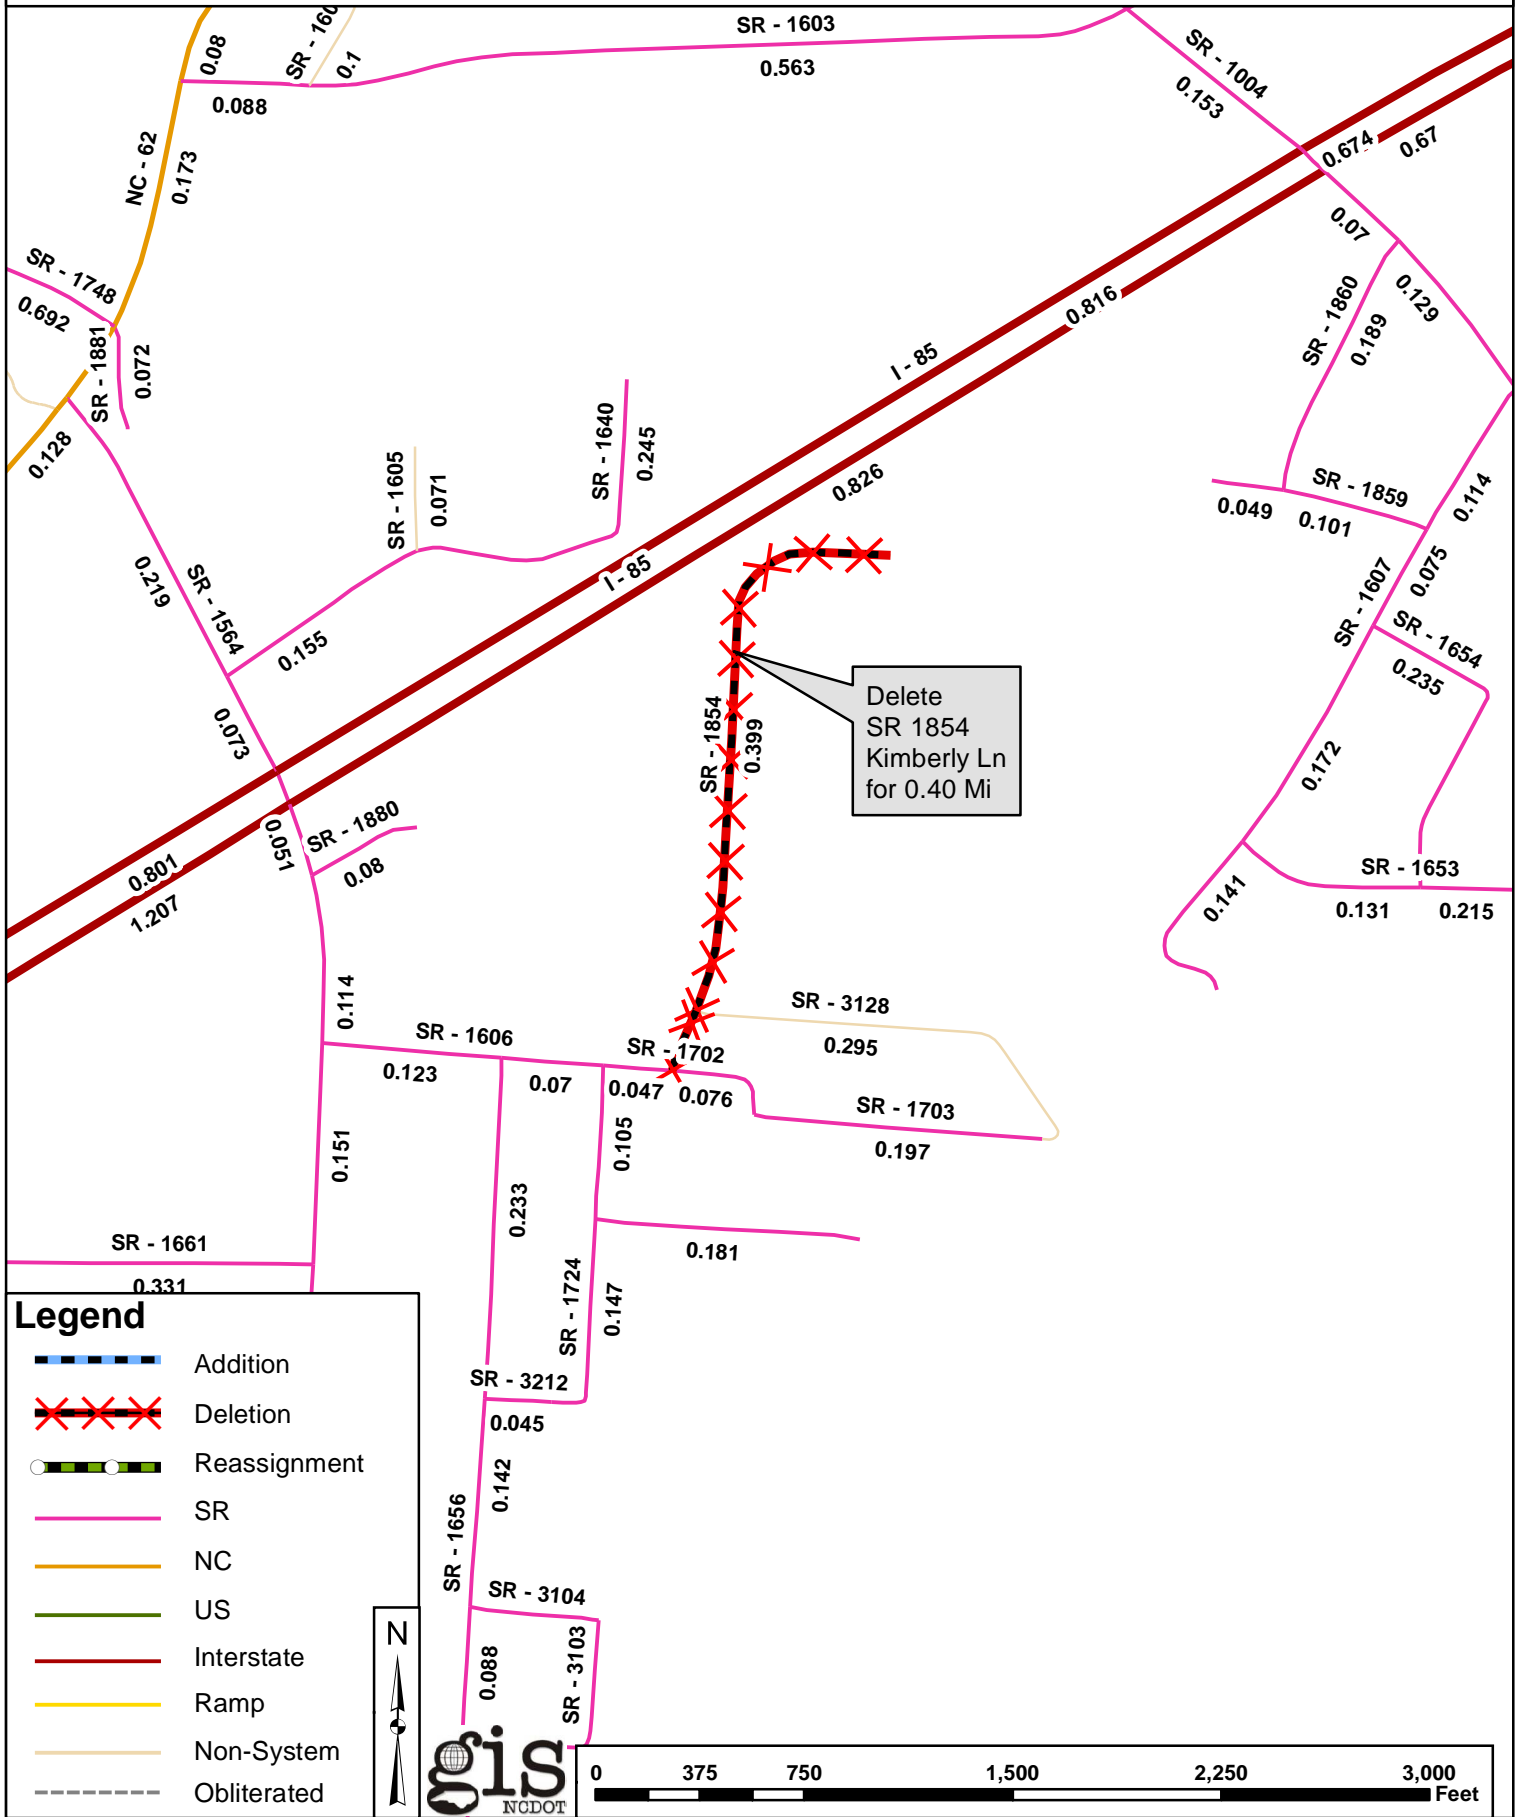 SR - 1603
0.563
0.08
SR - 160
0.1
0.088
SR - 1004
0.153
0.674
0.67
NC - 62
0.173
0.07
SR - 1748
0.692
SR - 1881
0.072
0.128
SR - 1860
0.189
0.129
0.816
I - 85
SR - 1640
0.245
SR - 1605
0.071
0.826
SR - 1859
0.049
0.101
0.114
0.219
SR - 1564
I - 85
0.155
0.075
SR - 1607
SR - 1654
0.235
Delete
SR 1854
Kimberly Ln
for 0.40 Mi
SR - 1854
0.399
0.073
0.172
0.051
SR - 1880
0.08
0.801
1.207
SR - 1653
0.141
0.131
0.215
0.114
SR - 3128
0.295
SR - 1606
0.123
SR - 1702
0.07
0.047
0.076
SR - 1703
0.197
0.105
0.151
0.233
0.181
SR - 1661
0.331
SR - 1724
0.147
SR - 3212
0.045
0.142
SR - 1656
SR - 3104
SR - 3103
0.088
Legend
Addition
Deletion
Reassignment
SR
NC
US
Interstate
Ramp
Non-System
Obliterated
N
gis
NCDOT
0 375 750 1,500 2,250 3,000
Feet